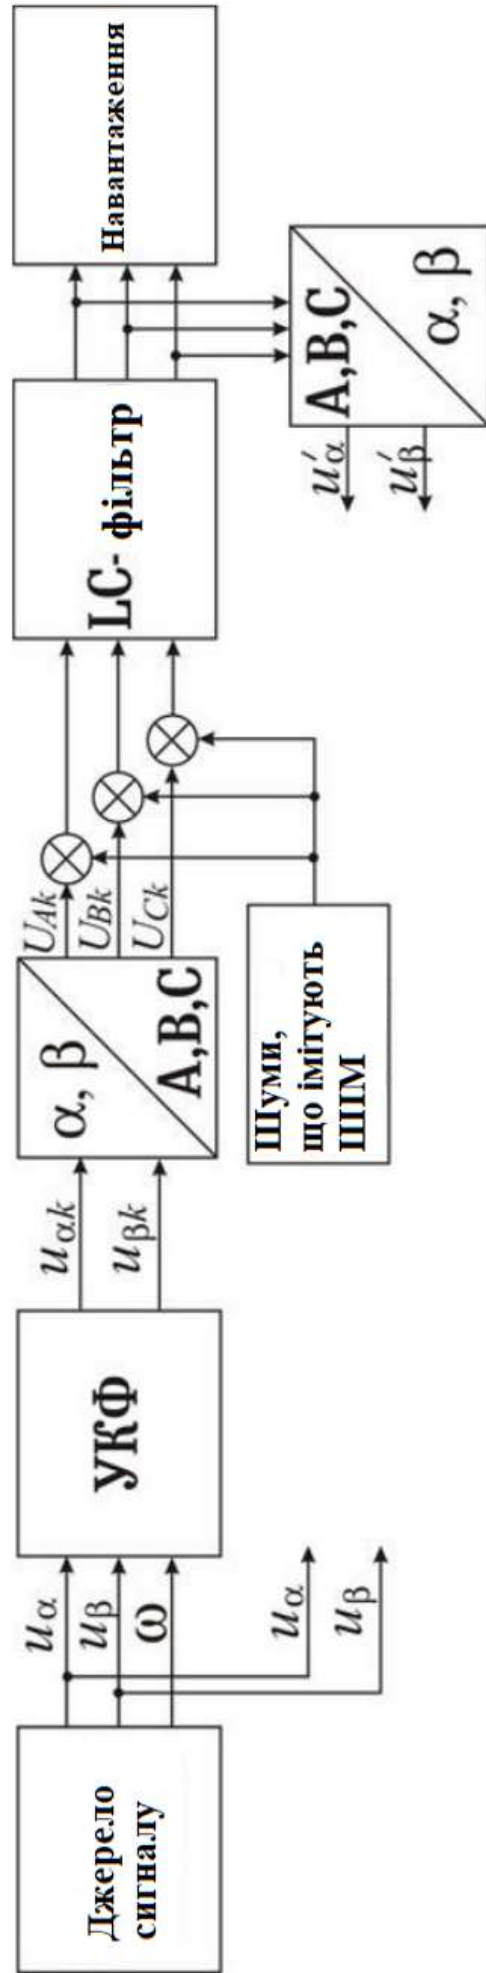 Джерело
сигналу
uα
uβ
ω
uα
uβ
УКФ
uαk
uβk
α, β
A,B,C
UAk
UBk
UCk
Шуми,
що імітують
ШІМ
LC- фільтр
Навантаження
A,B,C
α, β
u′α
u′β